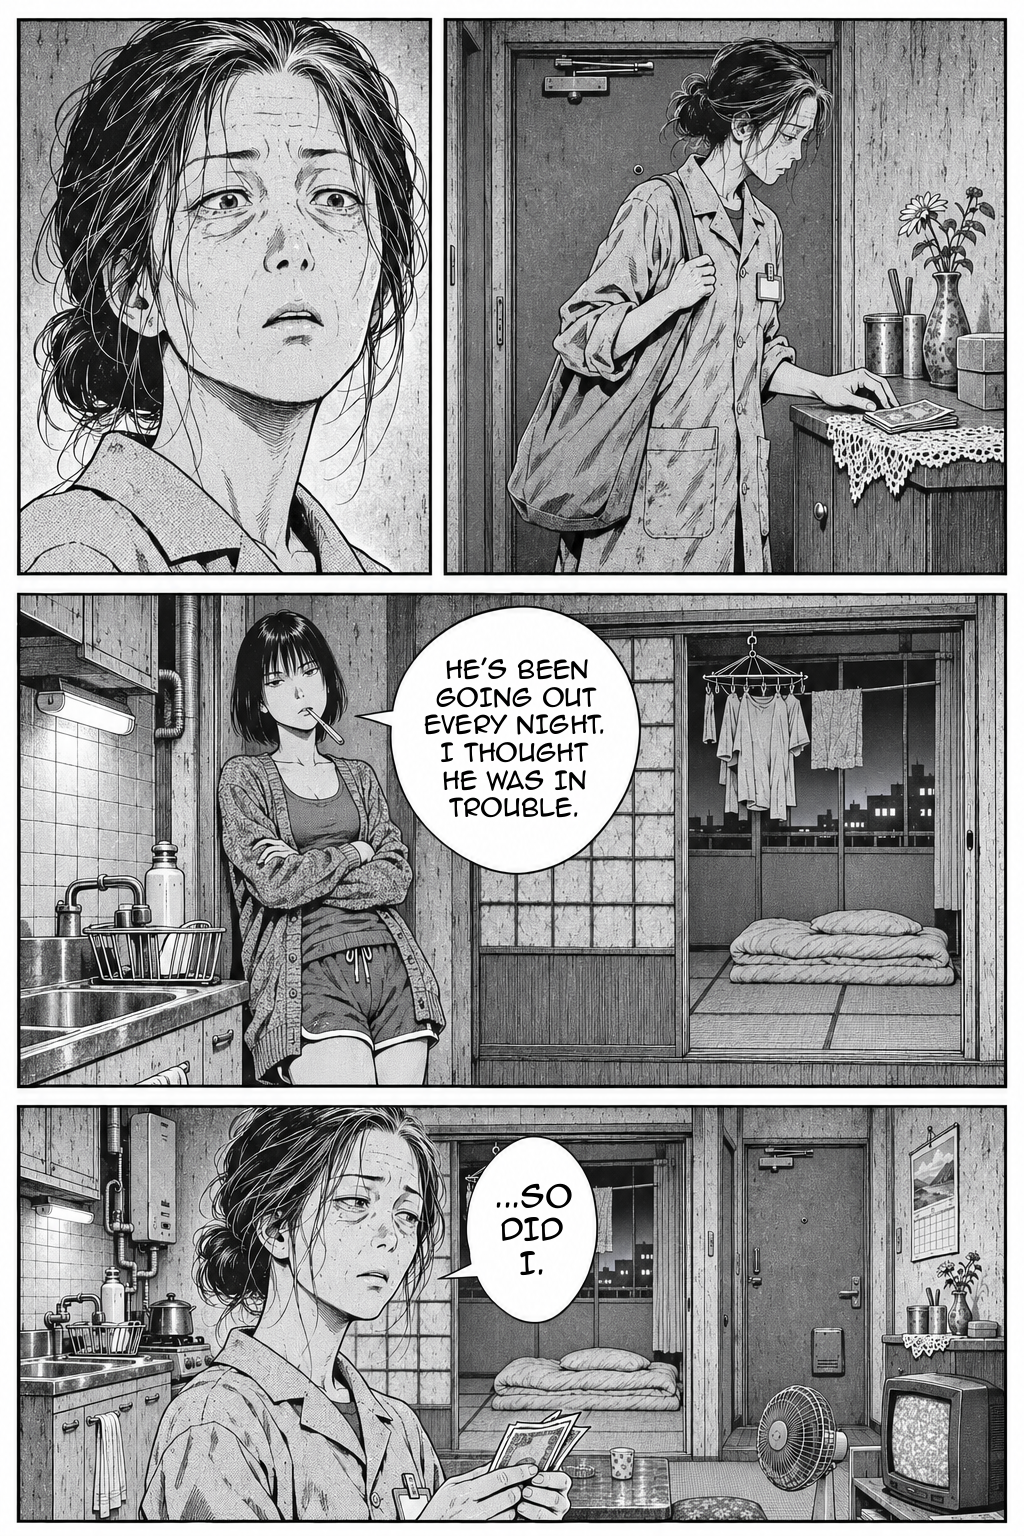 HE'S BEEN
GOING OUT
EVERY NIGHT.
I THOUGHT
HE WAS IN
TROUBLE.
...SO
DID
I.